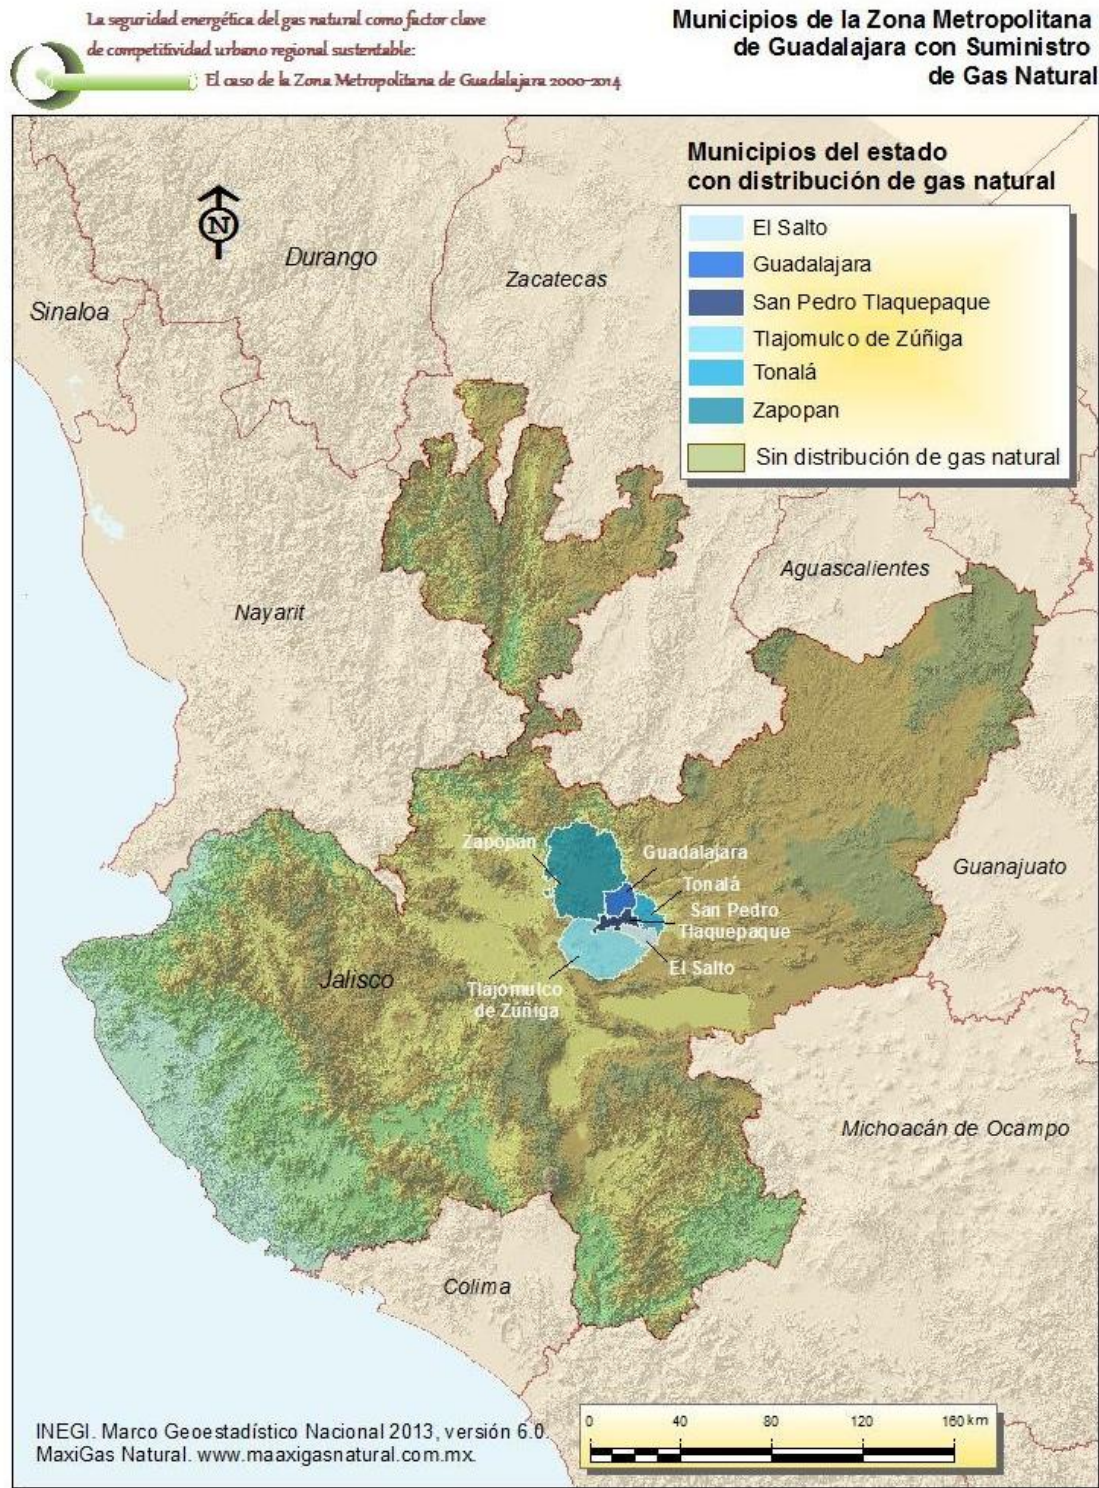 La seguridad energética del gas natural como factor clave
de competitividad urbano regional sustentable:
El caso de la Zona Metropolitana de Guadalajara 2000-2014
Municipios de la Zona Metropolitana
de Guadalajara con Suministro
de Gas Natural
Municipios del estado
con distribución de gas natural
El Salto
Guadalajara
San Pedro Tlaquepaque
Tlajomulco de Zúñiga
Tonalá
Zapopan
Sin distribución de gas natural
N
Durango
Zacatecas
Sinaloa
Aguascalientes
Nayarit
Zapopan
Guadalajara
Guanajuato
Tonalá
San Pedro
Tlaquepaque
El Salto
Jalisco
Tlajomulco
de Zúñiga
Michoacán de Ocampo
Colima
INEGI. Marco Geoestadístico Nacional 2013, versión 6.0.
MaxiGas Natural. www.maaxigasnatural.com.mx.
0 40 80 120 160 km